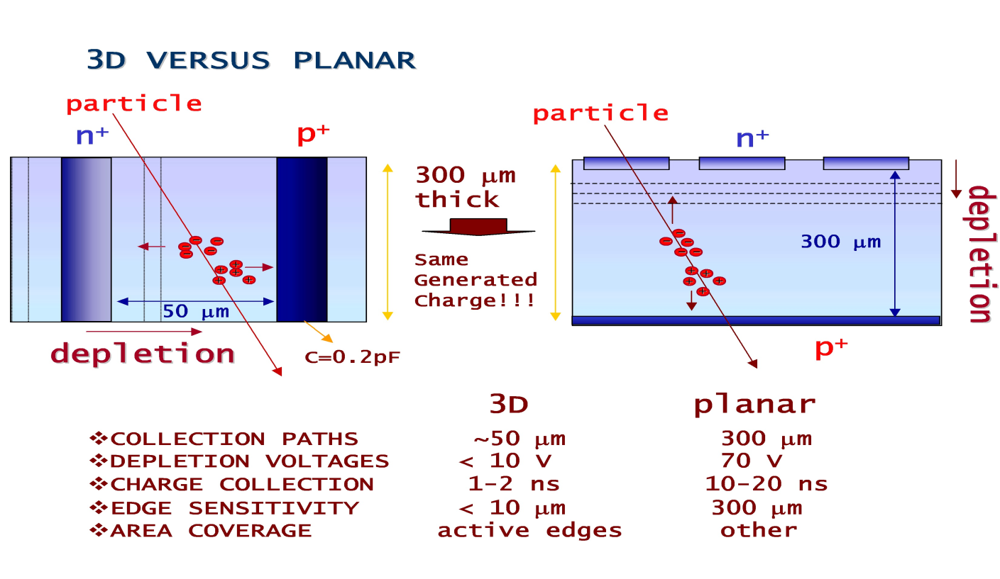 3D VERSUS PLANAR
particle
n+
p+
300 μm
thick
Same
Generated
Charge!!!
50 μm
depletion
C=0.2pF
particle
n+
300 μm
depletion
p+
3D planar
❖COLLECTION PATHS ~50 μm 300 μm
❖DEPLETION VOLTAGES < 10 V 70 V
❖CHARGE COLLECTION 1-2 ns 10-20 ns
❖EDGE SENSITIVITY < 10 μm 300 μm
❖AREA COVERAGE active edges other